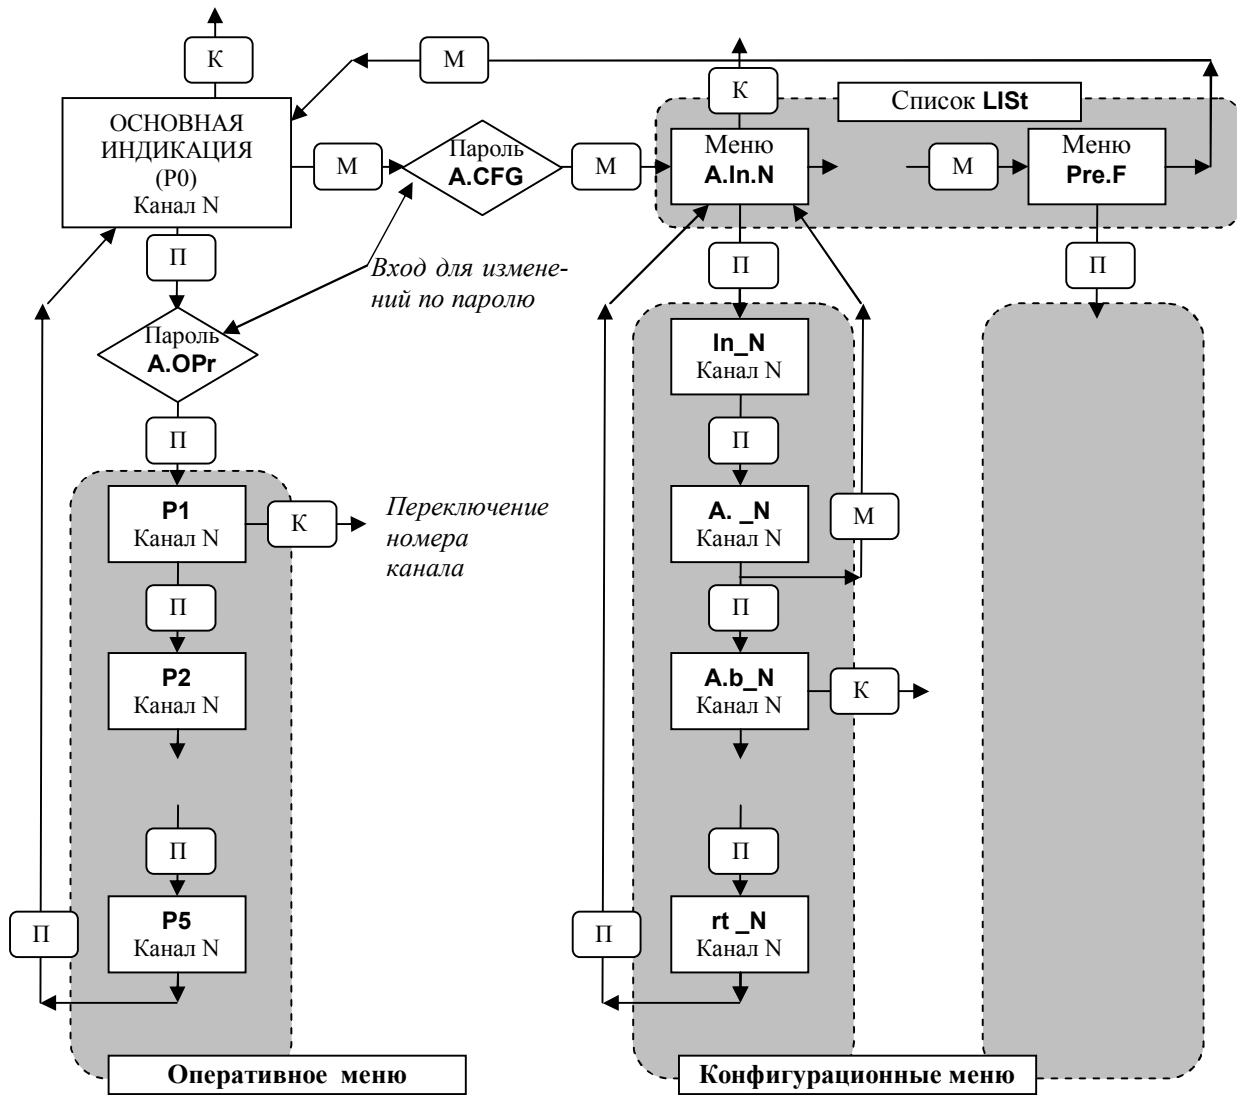 К
М
К
Список LISt
ОСНОВНАЯ
ИНДИКАЦИЯ
(P0)
Канал N
М
Пароль
A.CFG
М
Меню
A.In.N
М
Меню
Pre.F
П
Вход для измене-
ний по паролю
П
П
Пароль
A.OPr
In_N
Канал N
П
П
P1
Канал N
К
Переключение
номера
канала
A. _N
Канал N
М
П
П
P2
Канал N
A.b_N
Канал N
К
П
П
П
P5
Канал N
П
rt _N
Канал N
Оперативное меню
Конфигурационные меню